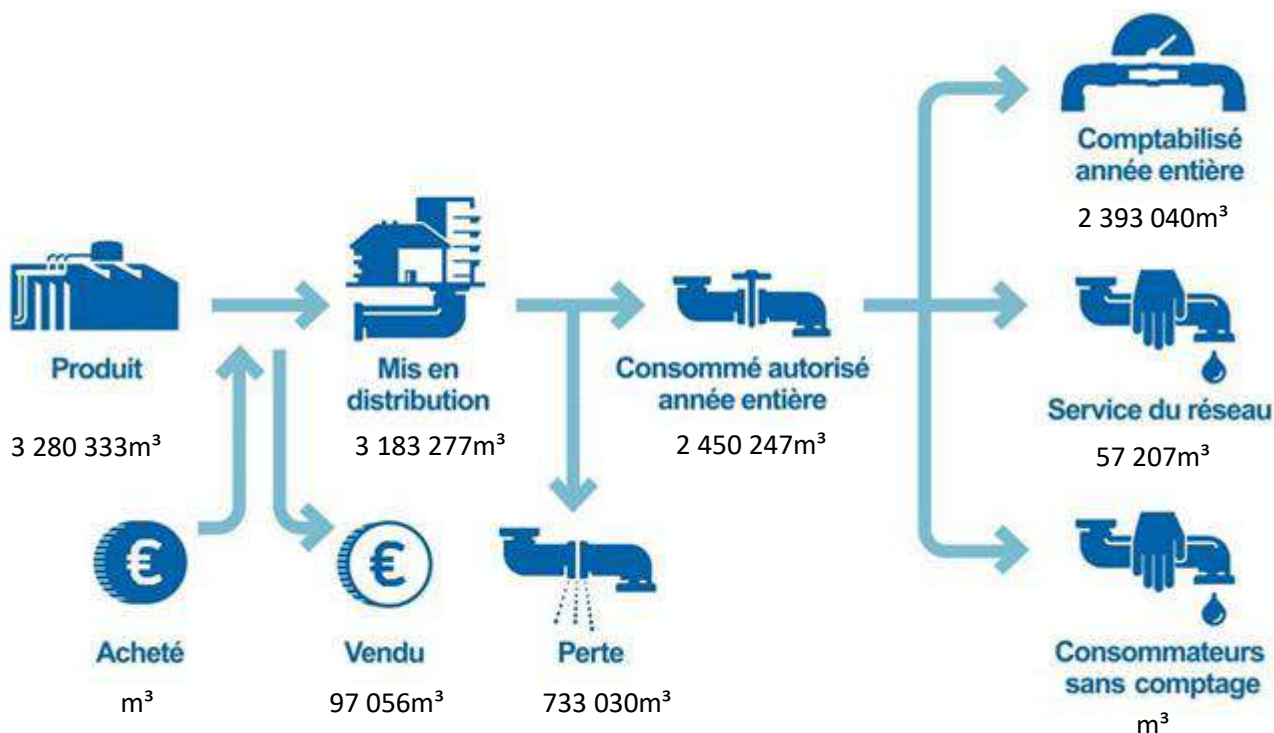 Comptabilisé
année entière
2 393 040m³
Produit
3 280 333m³
Mis en
distribution
3 183 277m³
Consommé autorisé
année entière
2 450 247m³
Service du réseau
57 207m³
€
Acheté
m³
€
Vendu
97 056m³
Perte
733 030m³
Consommateurs
sans comptage
m³